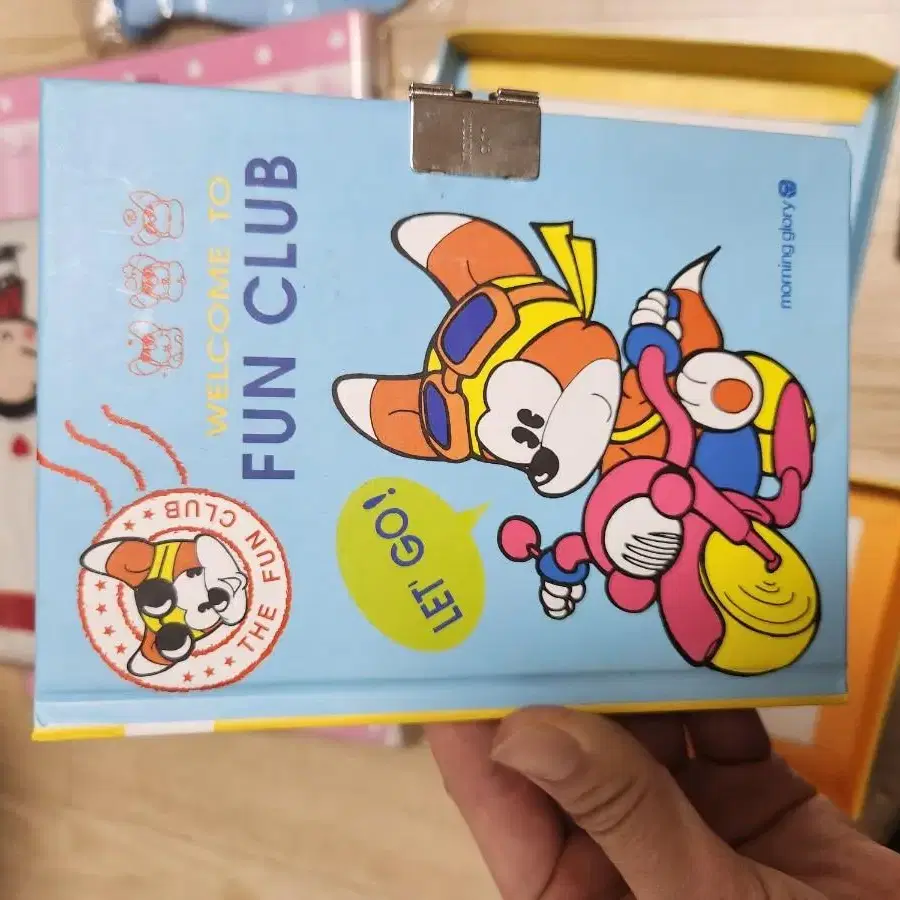 WELCOME TO
FUN CLUB
THE FUN CLUB
LET' GO!
morning glory